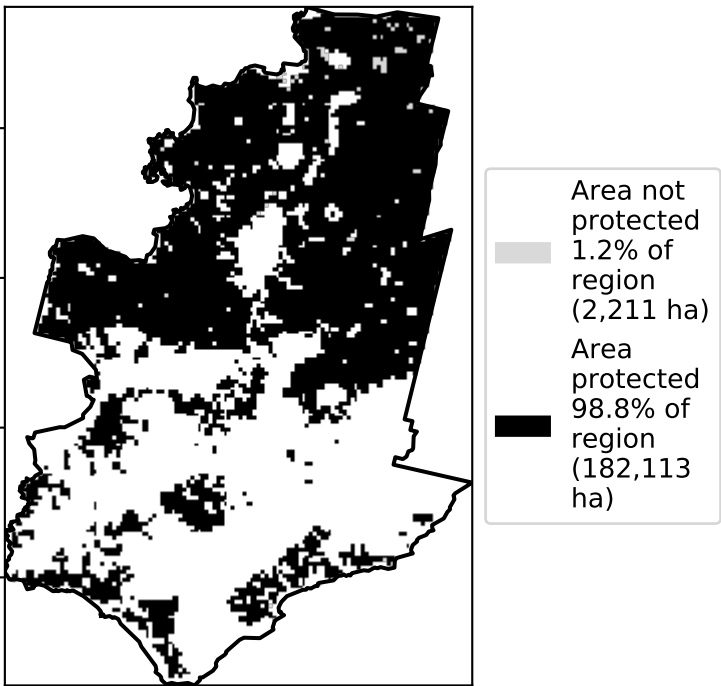 Area not
protected
1.2% of
region
(2,211 ha)
Area
protected
98.8% of
region
(182,113
ha)